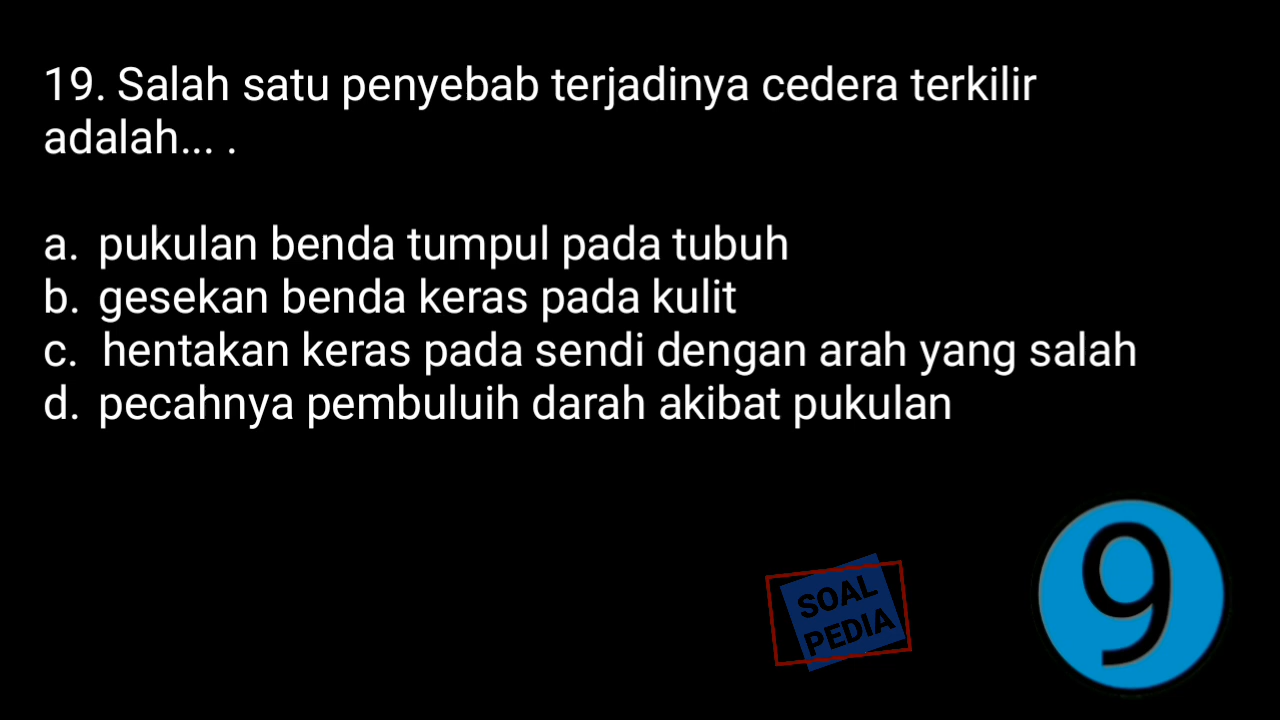 19. Salah satu penyebab terjadinya cedera terkilir
adalah... .
a. pukulan benda tumpul pada tubuh
b. gesekan benda keras pada kulit
c. hentakan keras pada sendi dengan arah yang salah
d. pecahnya pembuluih darah akibat pukulan
SOAL
PEDIA
9